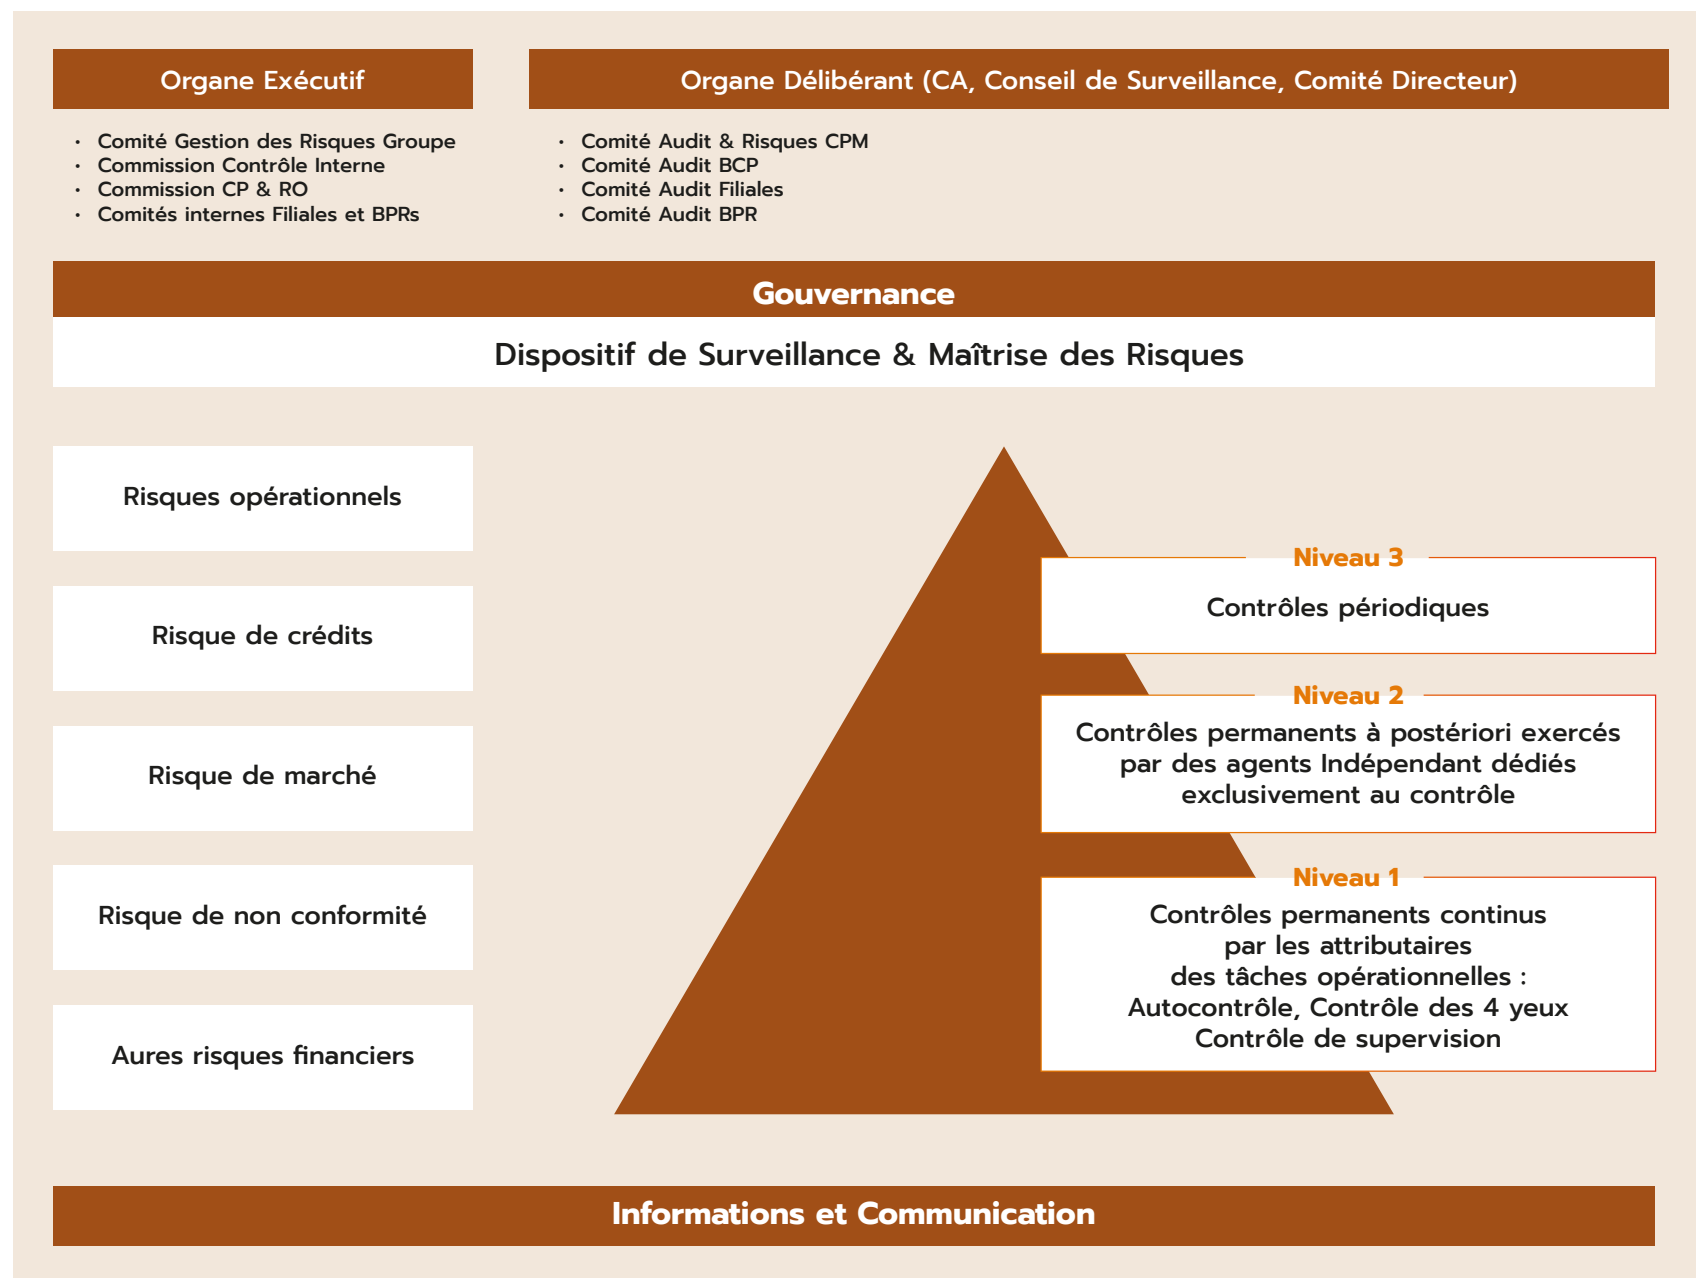 Organe Exécutif
• Comité Gestion des Risques Groupe
• Commission Contrôle Interne
• Commission CP & RO
• Comités internes Filiales et BPRs
Organe Délibérant (CA, Conseil de Surveillance, Comité Directeur)
• Comité Audit & Risques CPM
• Comité Audit BCP
• Comité Audit Filiales
• Comité Audit BPR
Gouvernance
Dispositif de Surveillance & Maîtrise des Risques
Risques opérationnels
Risque de crédits
Risque de marché
Risque de non conformité
Aures risques financiers
Niveau 3
Contrôles périodiques
Niveau 2
Contrôles permanents à postériori exercés
par des agents Indépendant dédiés
exclusivement au contrôle
Niveau 1
Contrôles permanents continus
par les attributaires
des tâches opérationnelles :
Autocontrôle, Contrôle des 4 yeux
Contrôle de supervision
Informations et Communication